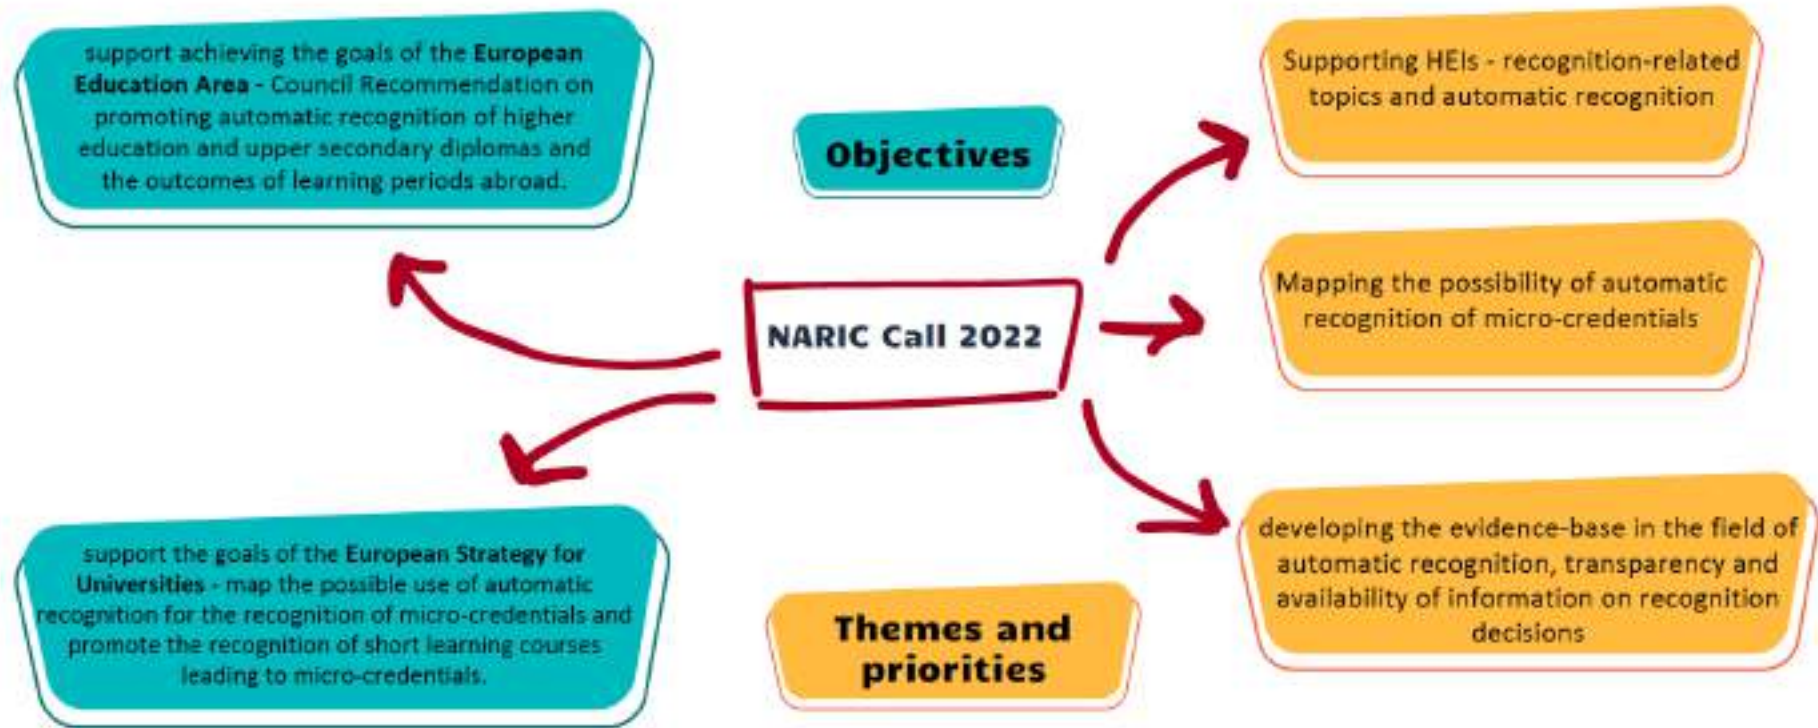 support achieving the goals of the European
Education Area - Council Recommendation on
promoting automatic recognition of higher
education and upper secondary diplomas and
the outcomes of learning periods abroad.
Objectives
Supporting HEIs - recognition-related
topics and automatic recognition
NARIC Call 2022
Mapping the possibility of automatic
recognition of micro-credentials
support the goals of the European Strategy for
Universities - map the possible use of automatic
recognition for the recognition of micro-credentials and
promote the recognition of short learning courses
leading to micro-credentials.
Themes and
priorities
developing the evidence-base in the field of
automatic recognition, transparency and
availability of information on recognition
decisions